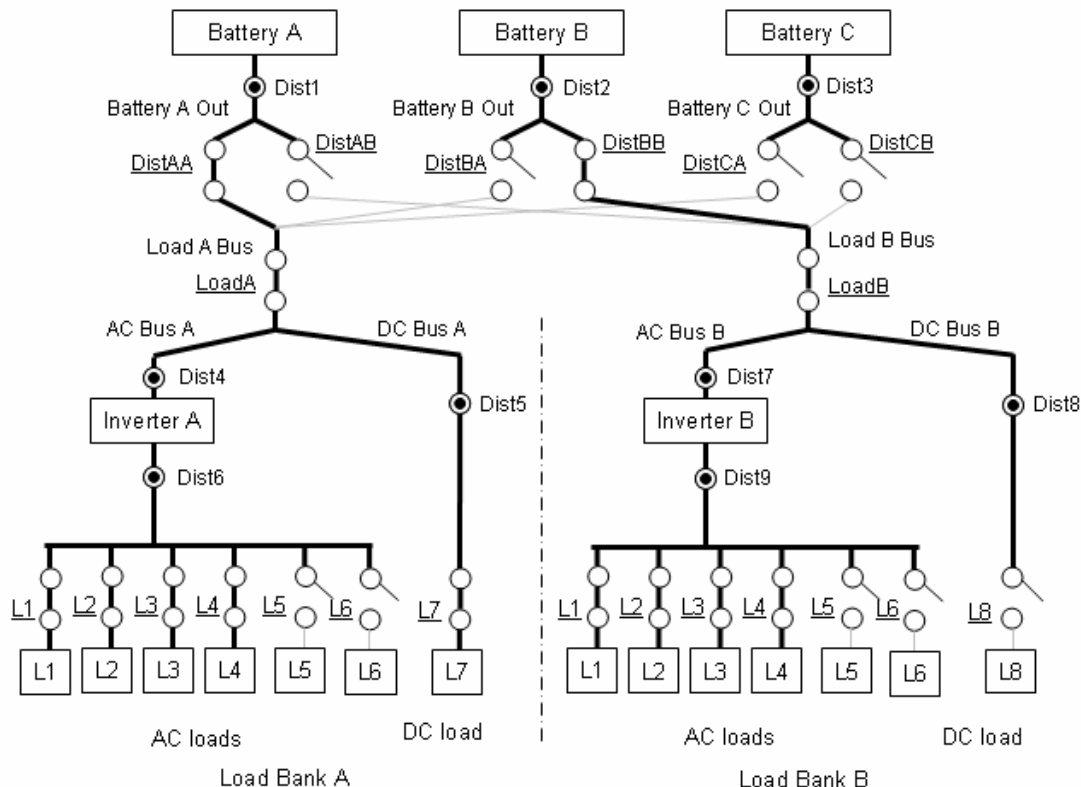 Battery A
Battery B
Battery C
Dist1
Dist2
Dist3
Battery A Out
Battery B Out
Battery C Out
DistAB
DistBB
DistCB
DistAA
DistBA
DistCA
Load A Bus
Load B Bus
LoadA
LoadB
AC Bus A
DC Bus A
AC Bus B
DC Bus B
Dist4
Dist7
Dist5
Dist8
Inverter A
Inverter B
Dist6
Dist9
L1
L2
L3
L4
L5
L6
L7
L1
L2
L3
L4
L5
L6
L8
L1
L2
L3
L4
L5
L6
L7
L1
L2
L3
L4
L5
L6
L8
AC loads
DC load
AC loads
DC load
Load Bank A
Load Bank B